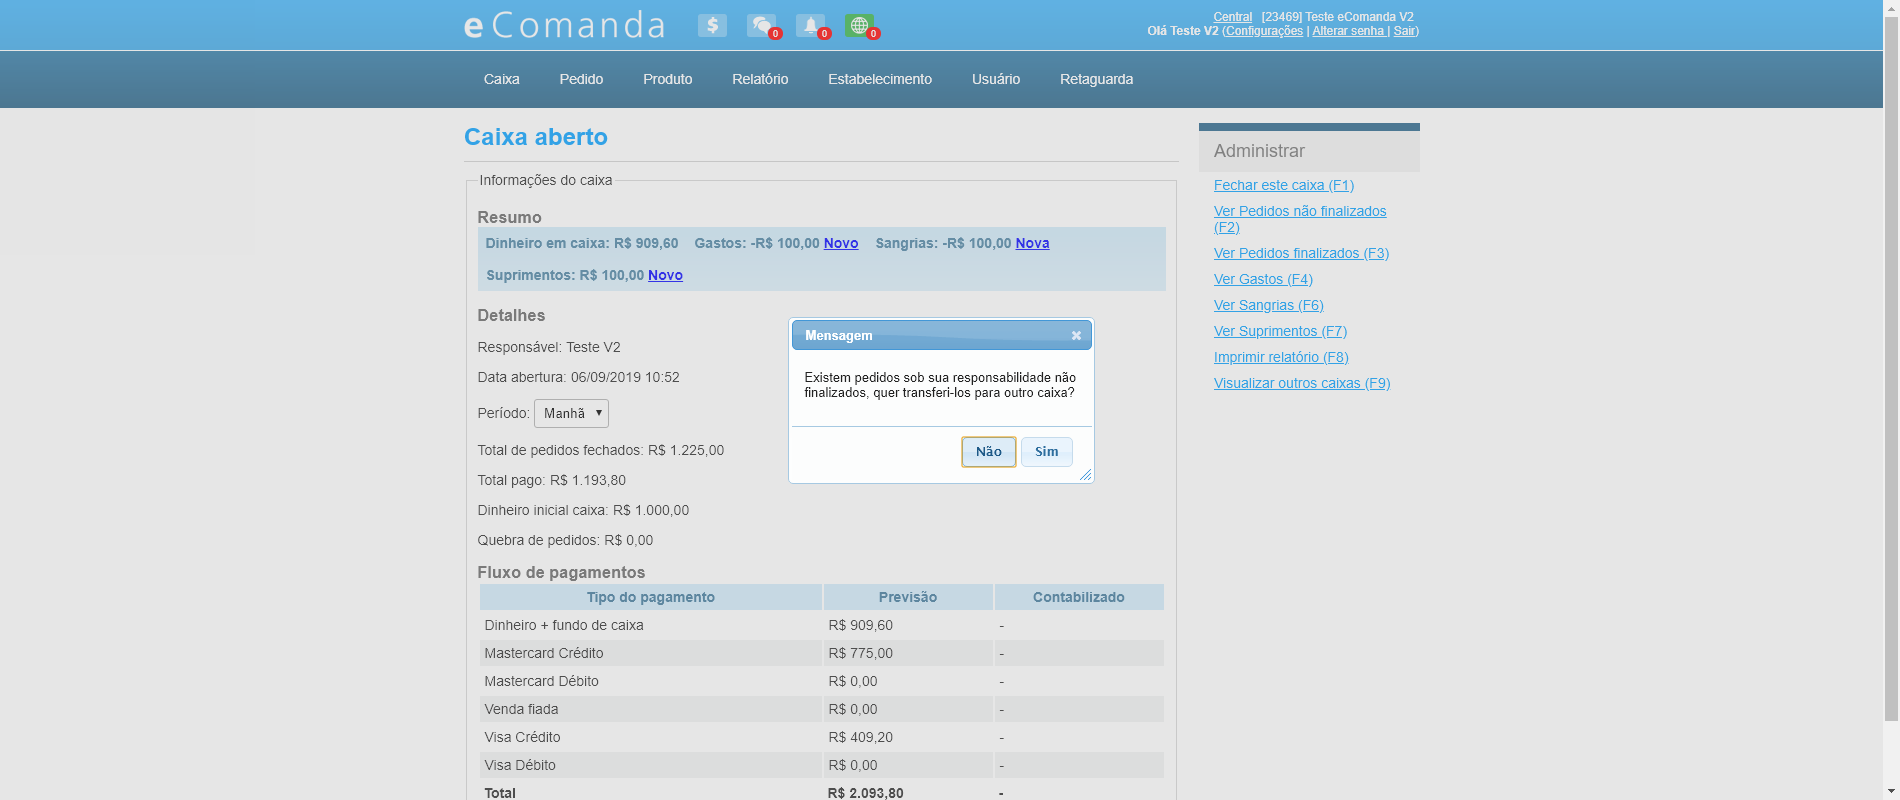 eComanda
$
0
0
0
Central [23469] Teste eComanda V2
Olá Teste V2 (Configurações | Alterar senha | Sair)
Caixa Pedido Produto Relatório Estabelecimento Usuário Retaguarda
Caixa aberto
Informações do caixa
Resumo
Dinheiro em caixa: R$ 909,60 Gastos: -R$ 100,00 Novo Sangrias: -R$ 100,00 Nova
Suprimentos: R$ 100,00 Novo
Detalhes
Responsável: Teste V2
Data abertura: 06/09/2019 10:52
Período: Manhã
Total de pedidos fechados: R$ 1.225,00
Total pago: R$ 1.193,80
Dinheiro inicial caixa: R$ 1.000,00
Quebra de pedidos: R$ 0,00
Fluxo de pagamentos
Tipo do pagamento Previsão Contabilizado
Dinheiro + fundo de caixa R$ 909,60 -
Mastercard Crédito R$ 775,00 -
Mastercard Débito R$ 0,00 -
Venda fiada R$ 0,00 -
Visa Crédito R$ 409,20 -
Visa Débito R$ 0,00 -
Total R$ 2.093,80 -
Mensagem
Existem pedidos sob sua responsabilidade não
finalizados, quer transferi-los para outro caixa?
Não Sim
Administrar
Fechar este caixa (F1)
Ver Pedidos não finalizados
(F2)
Ver Pedidos finalizados (F3)
Ver Gastos (F4)
Ver Sangrias (F6)
Ver Suprimentos (F7)
Imprimir relatório (F8)
Visualizar outros caixas (F9)